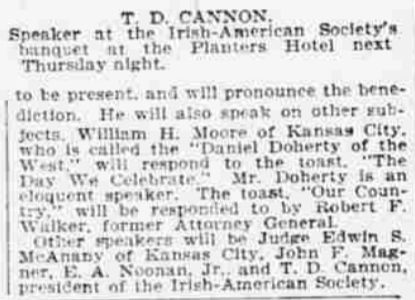 T. D. CANNON.
Speaker at the Irish-American Society's
banquet at the Planters Hotel next
Thursday night.
to be present, and will pronounce the bene-
diction. He will also speak on other sub-
jects. William H. Moore of Kansas City,
who is called the "Daniel Doherty of the
West," will respond to the toast, "The
Day We Celebrate." Mr. Doherty is an
eloquent speaker. The toast, "Our Coun-
try," will be responded to by Robert F.
Walker, former Attorney General.
Other speakers will be Judge Edwin S.
McAnany of Kansas City, John F. Mag-
ner, E. A. Noonan, Jr., and T. D. Cannon,
president of the Irish-American Society.